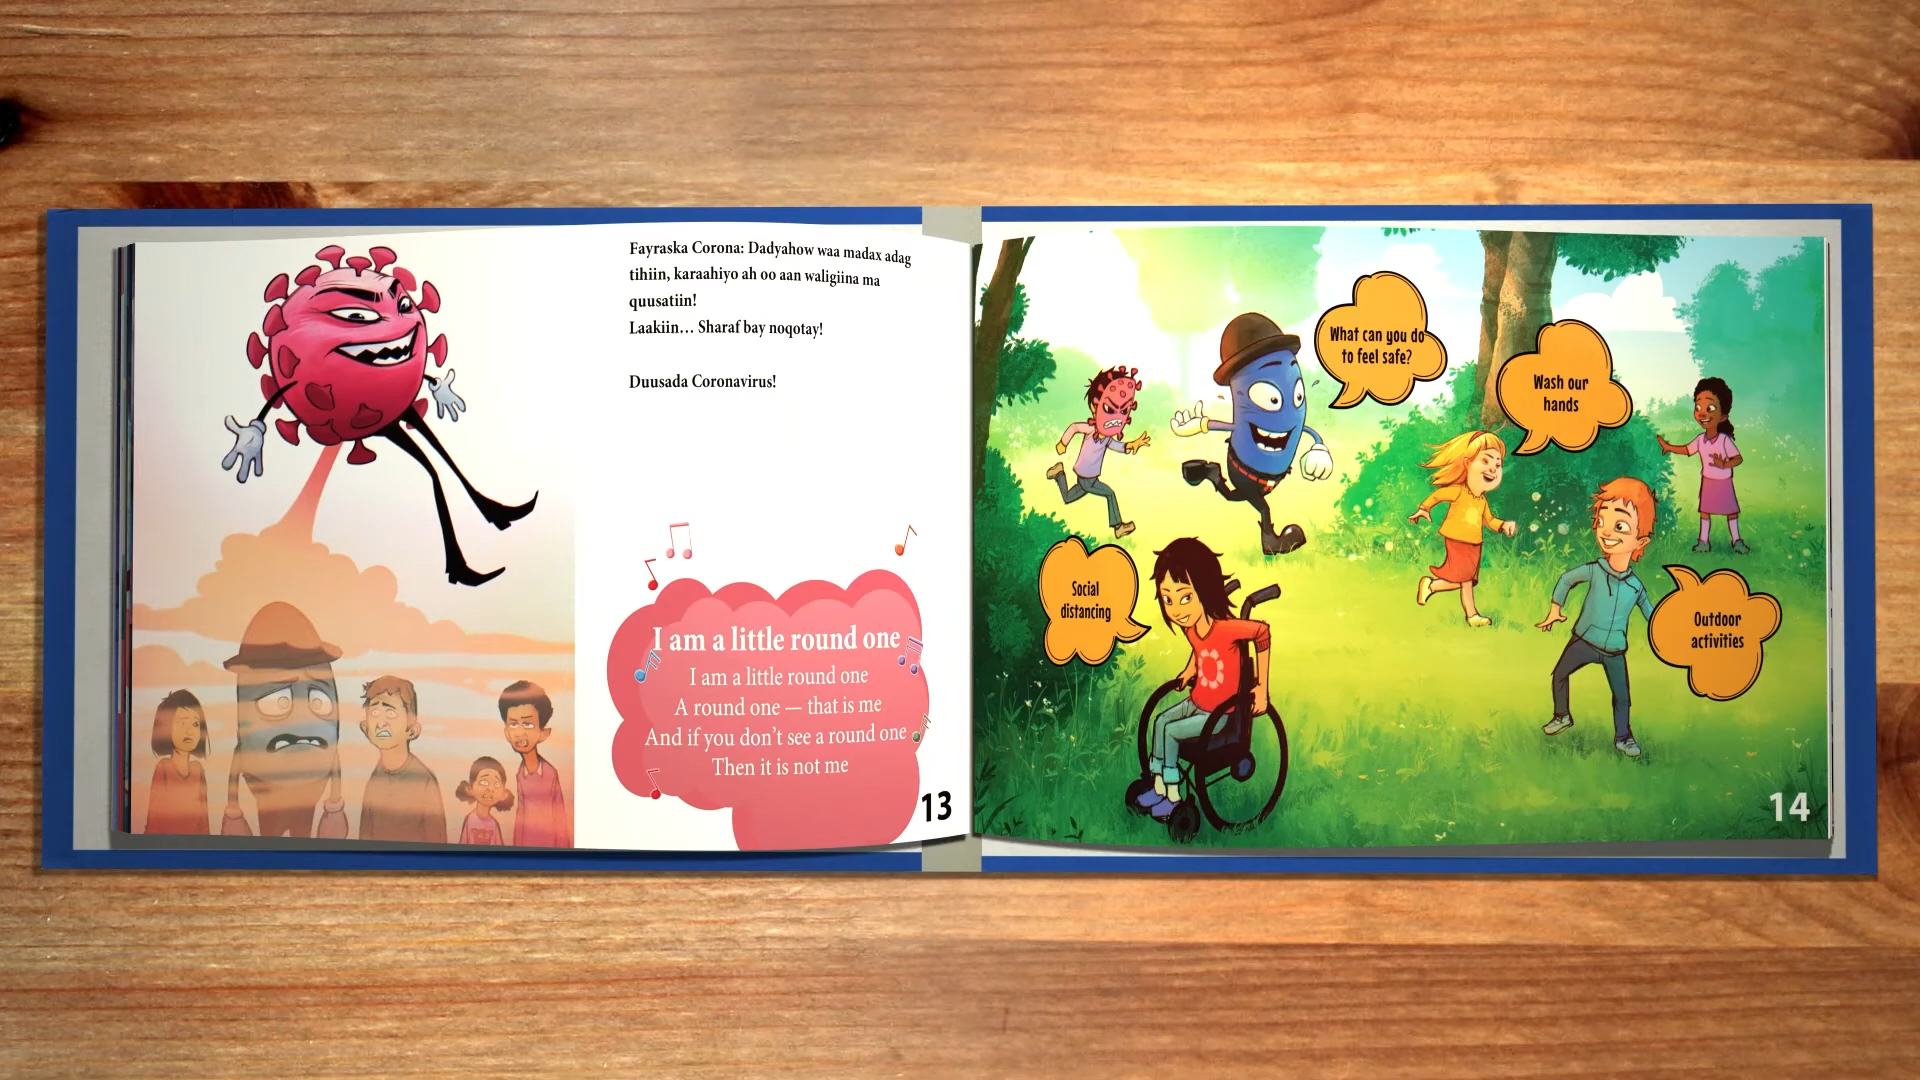 Fayraska Corona: Dadyahow waa madax adag
tihiin, karaahiyo ah oo aan waligiina ma
quusatiin!
Laakiin... Sharaf bay noqotay!
Duusada Coronavirus!
I am a little round one
I am a little round one
A round one — that is me
And if you don't see a round one
Then it is not me
13
What can you do
to feel safe?
Wash our
hands
Social
distancing
Outdoor
activities
14